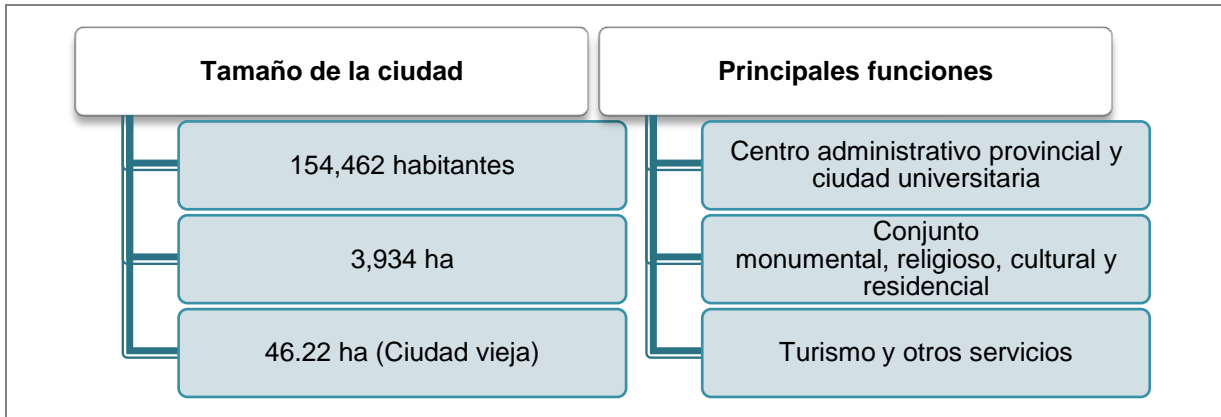 Tamaño de la ciudad
154,462 habitantes
3,934 ha
46.22 ha (Ciudad vieja)
Principales funciones
Centro administrativo provincial y
ciudad universitaria
Conjunto
monumental, religioso, cultural y
residencial
Turismo y otros servicios